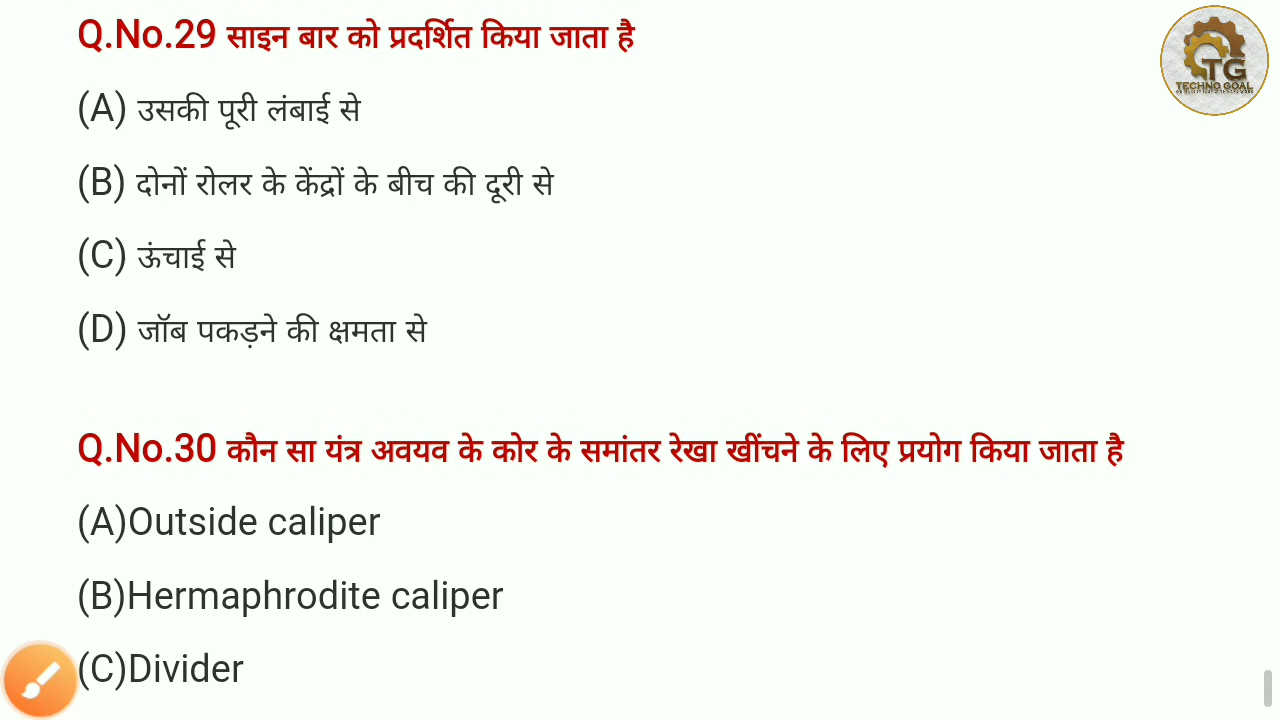 Q.No.29 साइन बार को प्रदर्शित किया जाता है
(A) उसकी पूरी लंबाई से
(B) दोनों रोलर के केंद्रों के बीच की दूरी से
(C) ऊंचाई से
(D) जॉब पकड़ने की क्षमता से
Q.No.30 कौन सा यंत्र अवयव के कोर के समांतर रेखा खींचने के लिए प्रयोग किया जाता है
(A)Outside caliper
(B)Hermaphrodite caliper
(C)Divider
TG
TECHNO GOAL